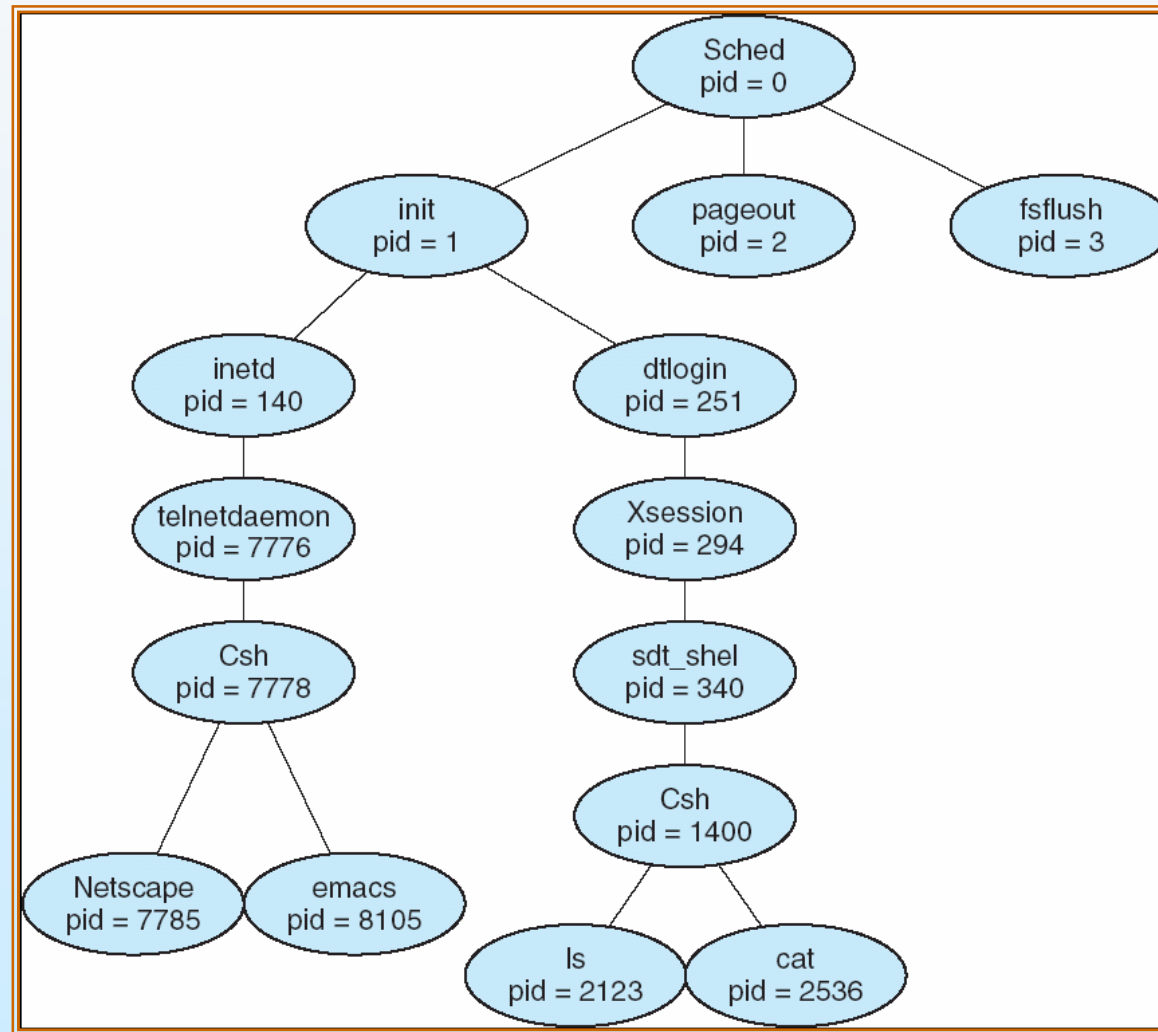 Sched
pid = 0
init
pid = 1
pageout
pid = 2
fsflush
pid = 3
inetd
pid = 140
dtlogin
pid = 251
telnetdaemon
pid = 7776
Xsession
pid = 294
Csh
pid = 7778
sdt_shel
pid = 340
Csh
pid = 1400
Netscape
pid = 7785
emacs
pid = 8105
ls
pid = 2123
cat
pid = 2536